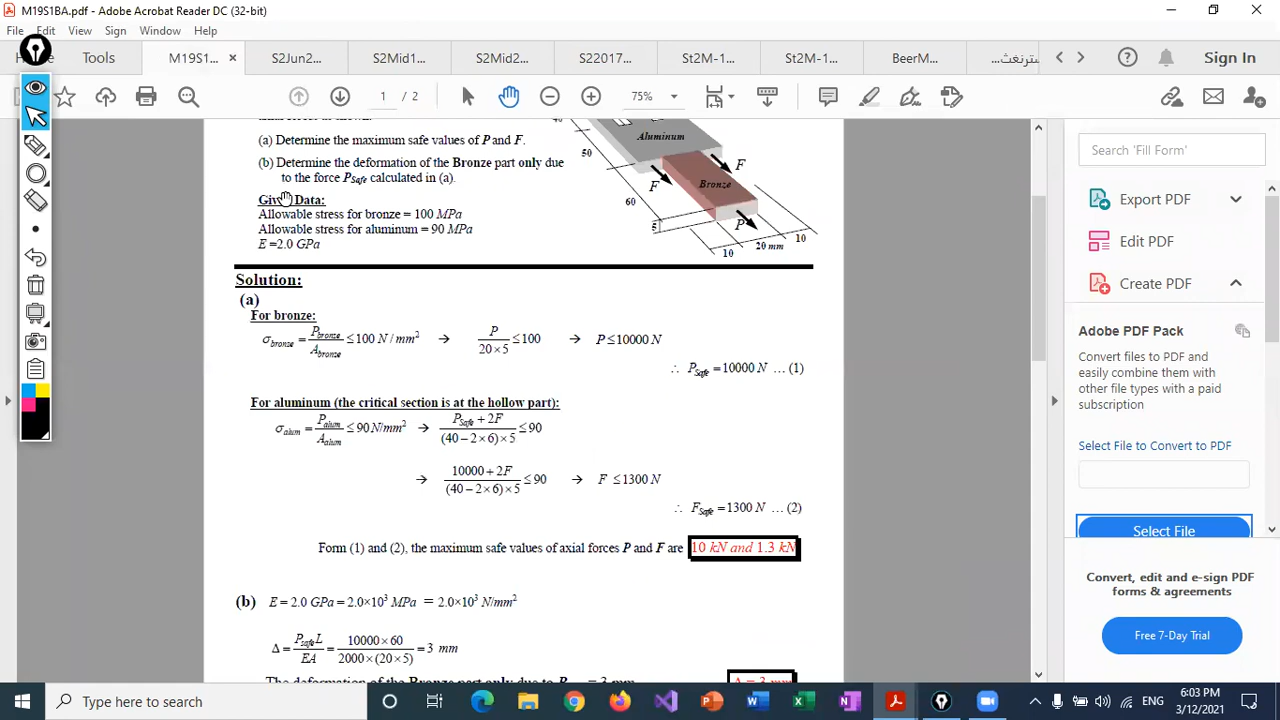 M19S1BA.pdf - Adobe Acrobat Reader DC (32-bit)
File Edit View Sign Window Help
Tools M19S1... S2Jun2... S2Mid1... S2Mid2... S22017... St2M-1... St2M-1... BeerM... سترنغث... Sign In
1 / 2 75%
(a) Determine the maximum safe values of P and F.
(b) Determine the deformation of the Bronze part only due
to the force PSafe calculated in (a).
Given Data:
Allowable stress for bronze = 100 MPa
Allowable stress for aluminum = 90 MPa
E =2.0 GPa
Aluminum
50
F
F
Bronze
60
5
P
10
20 mm
10
Solution:
(a)
For bronze:
σbronze = Pbronze / Abronze ≤ 100 N / mm² → P / 20×5 ≤ 100 → P ≤ 10000 N
∴ PSafe = 10000 N ... (1)
For aluminum (the critical section is at the hollow part):
σalum = Palum / Aalum ≤ 90 N/mm² → PSafe + 2F / (40 − 2×6)×5 ≤ 90
→ 10000 + 2F / (40 − 2×6)×5 ≤ 90 → F ≤ 1300 N
∴ FSafe = 1300 N ... (2)
Form (1) and (2), the maximum safe values of axial forces P and F are 10 kN and 1.3 kN
(b) E = 2.0 GPa = 2.0×10³ MPa = 2.0×10³ N/mm²
Δ = PsafeL / EA = 10000×60 / 2000×(20×5) = 3 mm
Search 'Fill Form'
Export PDF
Edit PDF
Create PDF
Adobe PDF Pack
Convert files to PDF and
easily combine them with
other file types with a paid
subscription
Select File to Convert to PDF
Select File
Convert, edit and e-sign PDF
forms & agreements
Free 7-Day Trial
Type here to search
ENG
6:03 PM
3/12/2021